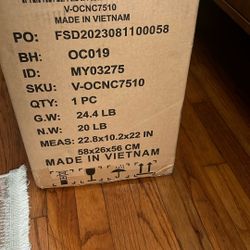 V-OCNC7510
MADE IN VIETNAM
PO: FSD2023081100058
BH: OC019
ID: MY03275
SKU: V-OCNC7510
QTY: 1 PC
G.W: 24.4 LB
N.W: 20 LB
MEAS: 22.8x10.2x22 IN
58x26x56 CM
MADE IN VIETNAM